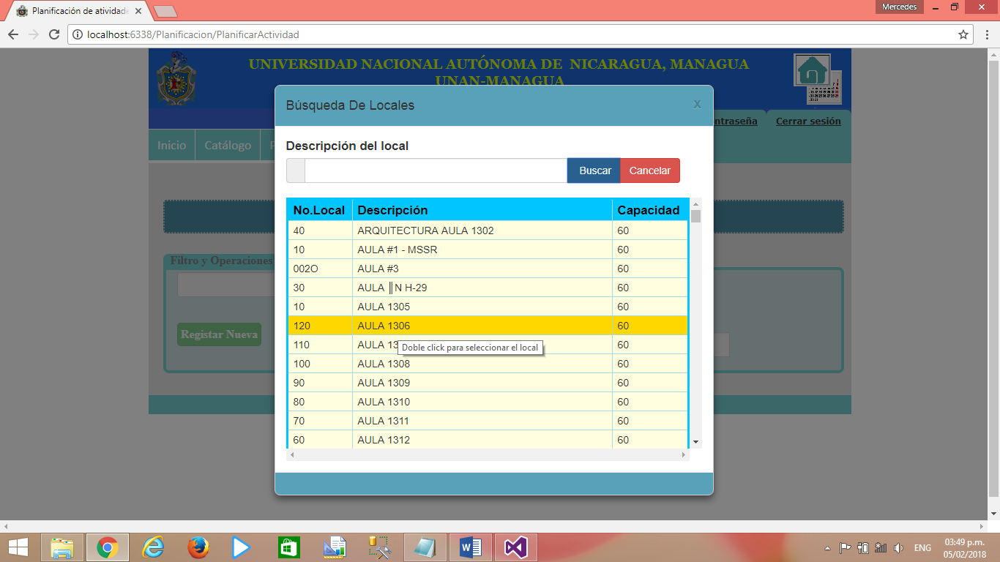 Planificación de atividade
Mercedes
localhost:6338/Planificacion/PlanificarActividad
UNIVERSIDAD NACIONAL AUTÓNOMA DE NICARAGUA, MANAGUA
UNAN-MANAGUA
Búsqueda De Locales
x
ntraseña Cerrar sesión
Inicio Catálogo P
Descripción del local
Buscar Cancelar
No.Local Descripción Capacidad
40 ARQUITECTURA AULA 1302 60
10 AULA #1 - MSSR 60
Filtro y Operaciones
002O AULA #3 60
30 AULA ║N H-29 60
10 AULA 1305 60
120 AULA 1306 60
Registar Nueva
110 AULA 13 60
Doble click para seleccionar el local
100 AULA 1308 60
90 AULA 1309 60
80 AULA 1310 60
70 AULA 1311 60
60 AULA 1312 60
ENG
03:49 p.m.
05/02/2018